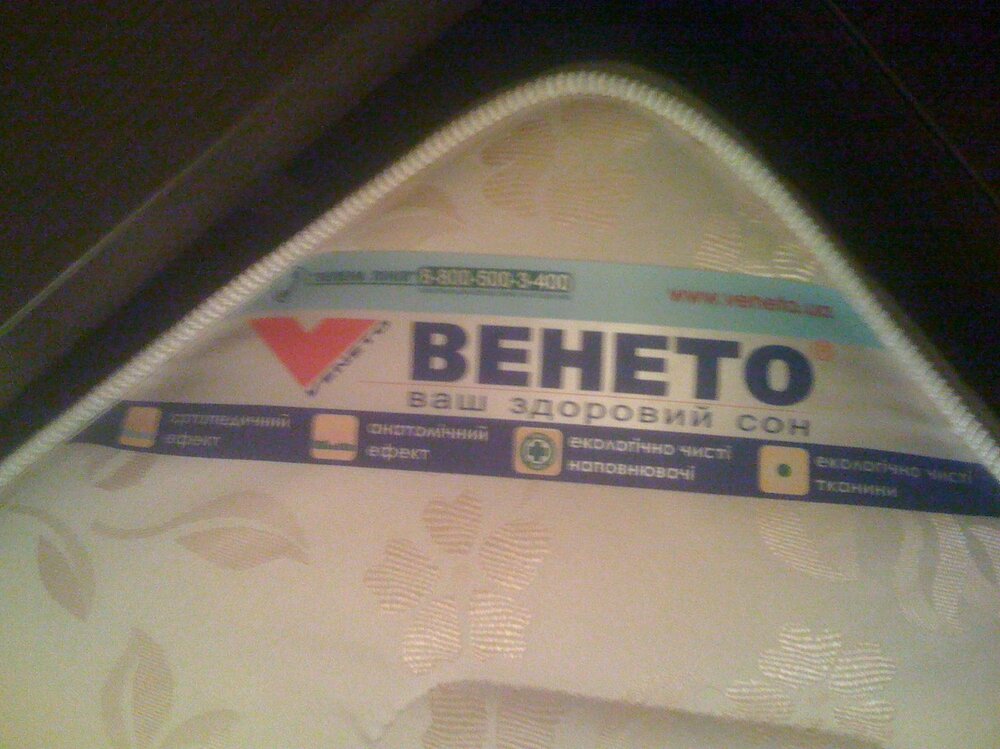 8-800-500-3-400
www.veneto.ua
VENETO
ВЕНЕТО®
ваш здоровий сон
ортопедичний
ефект
анатомічний
ефект
екологічно чисті
наповнювачі
екологічно чисті
тканини